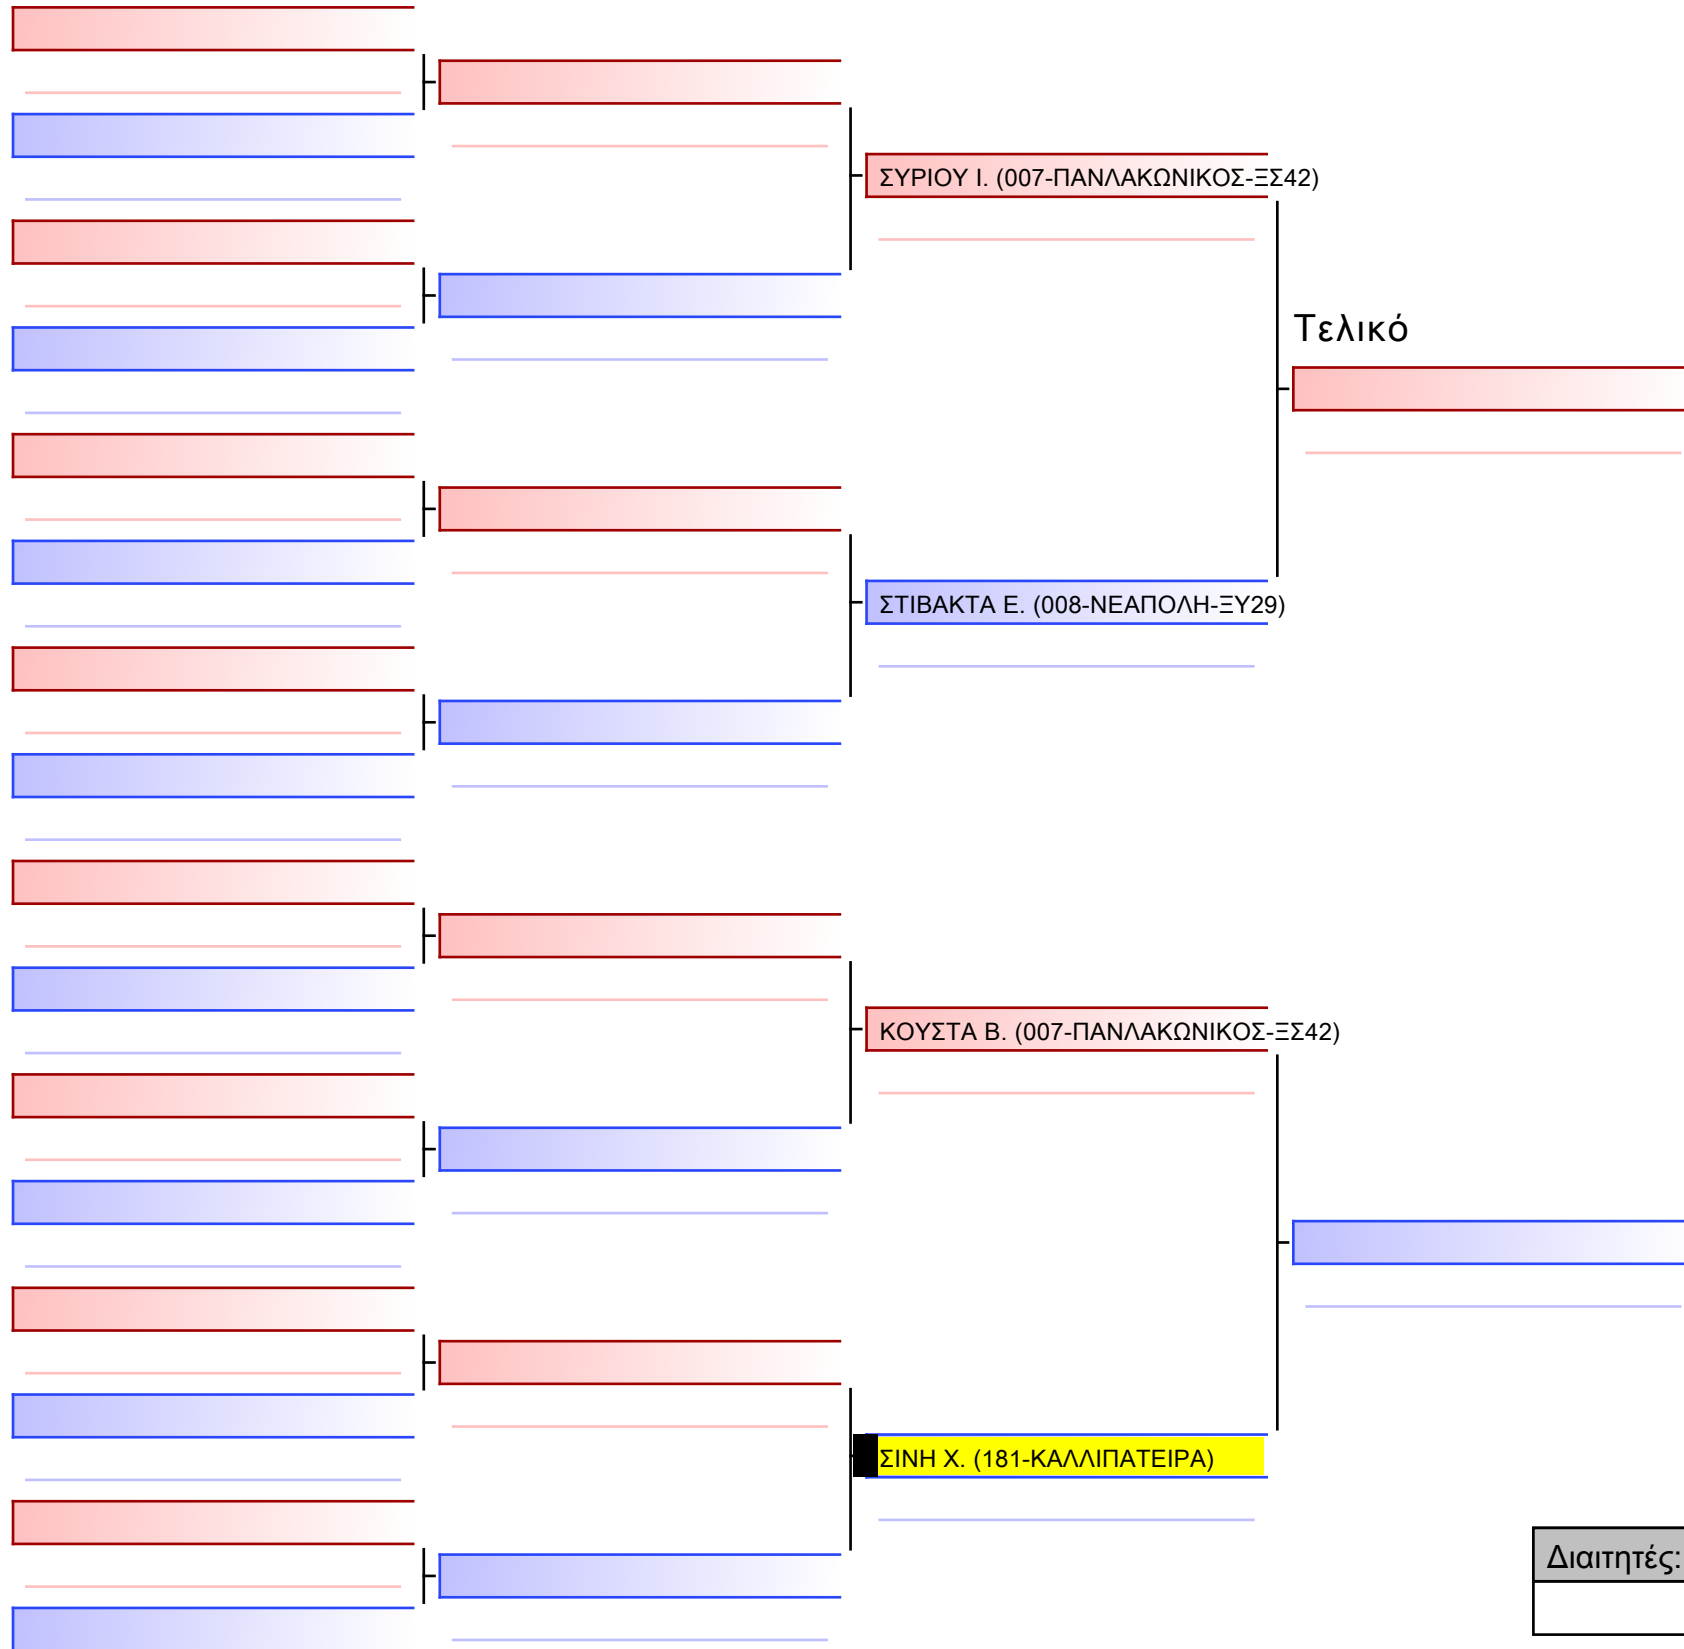 ΣΥΡΙΟΥ Ι. (007-ΠΑΝΛΑΚΩΝΙΚΟΣ-ΞΣ42)
Τελικό
ΣΤΙΒΑΚΤΑ Ε. (008-ΝΕΑΠΟΛΗ-ΞΥ29)
ΚΟΥΣΤΑ Β. (007-ΠΑΝΛΑΚΩΝΙΚΟΣ-ΞΣ42)
ΣΙΝΗ Χ. (181-ΚΑΛΛΙΠΑΤΕΙΡΑ)
Διαιτητές: